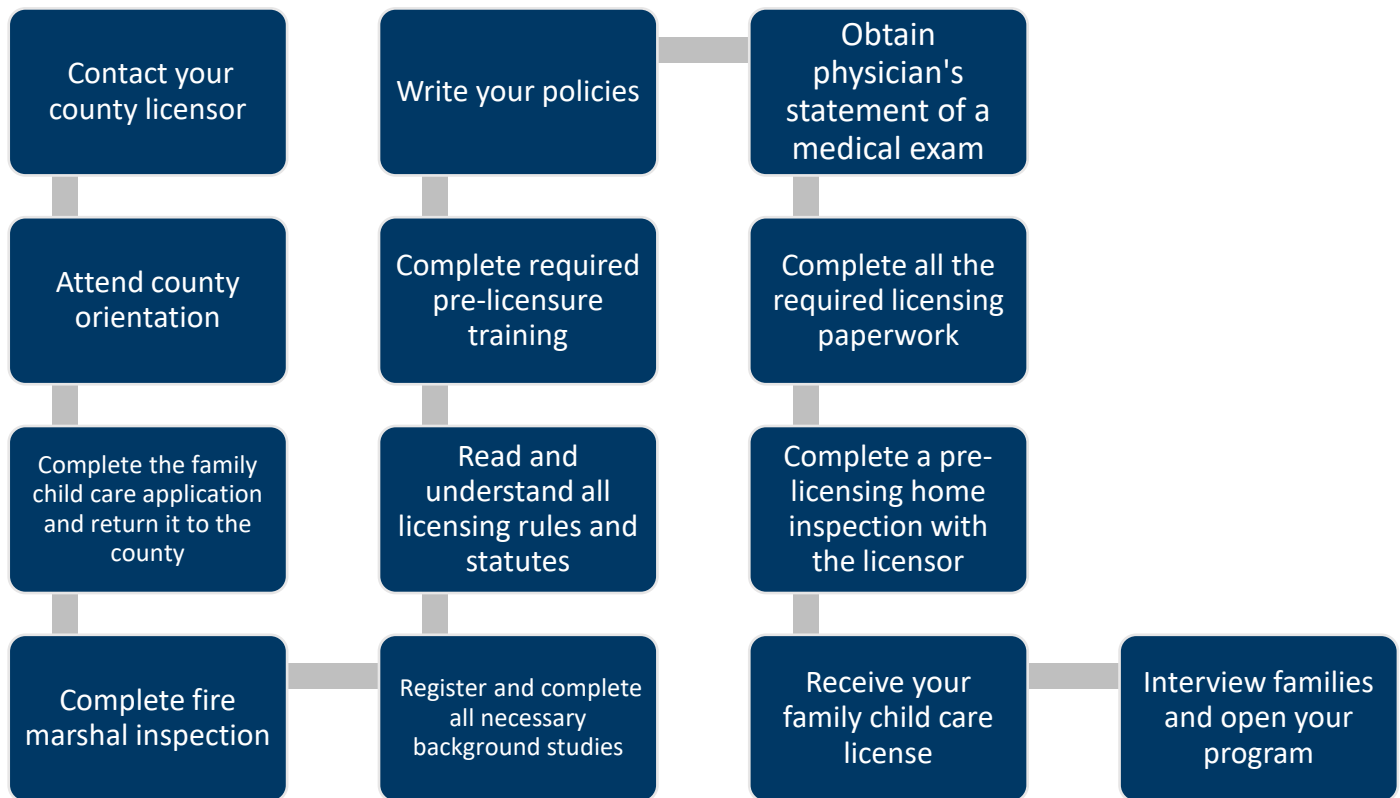 Contact your
county licensor
Attend county
orientation
Complete the family
child care application
and return it to the
county
Complete fire
marshal inspection
Register and complete
all necessary
background studies
Read and
understand all
licensing rules and
statutes
Complete required
pre-licensure
training
Write your policies
Obtain
physician's
statement of a
medical exam
Complete all the
required licensing
paperwork
Complete a pre-
licensing home
inspection with
the licensor
Receive your
family child care
license
Interview families
and open your
program